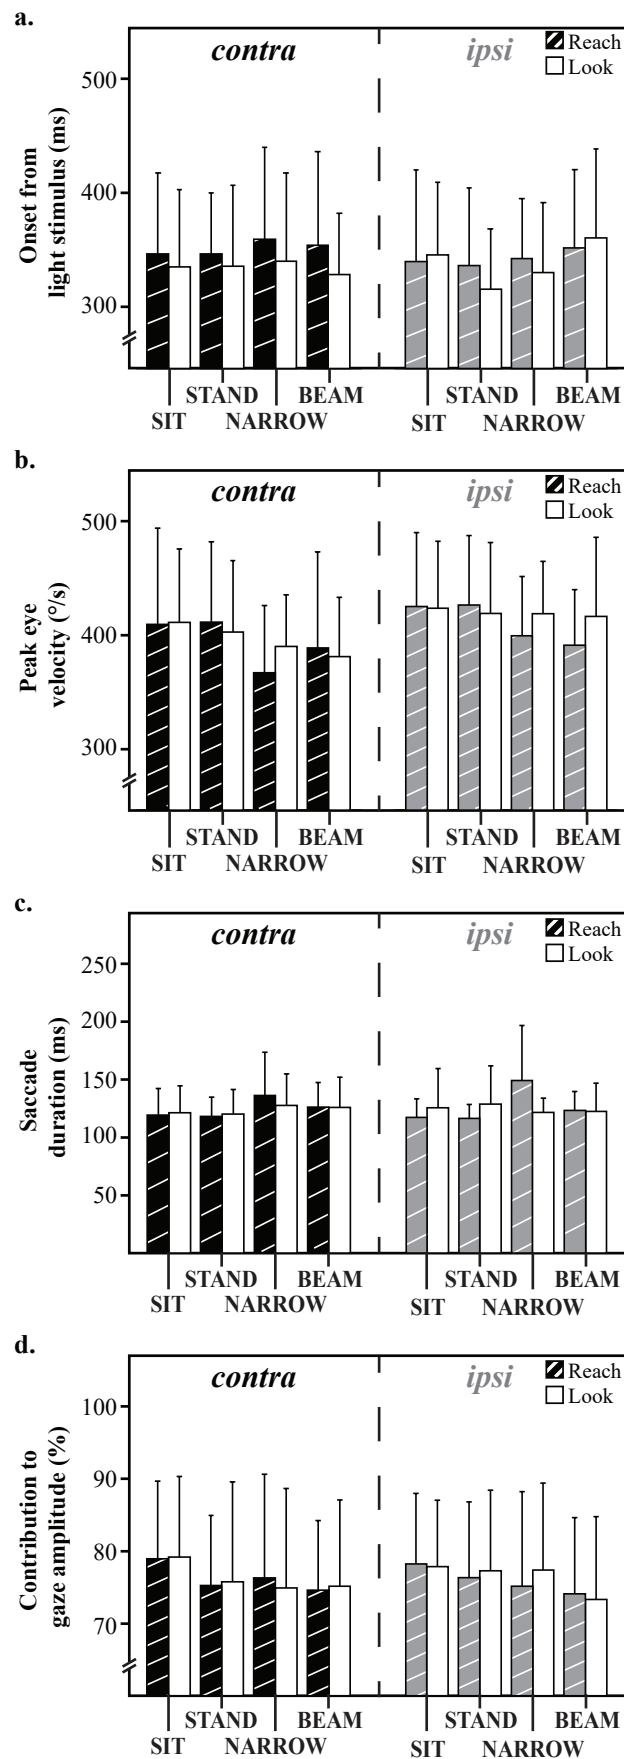 a.
contra
ipsi
Reach
Look
Onset from
light stimulus (ms)
500
400
300
STAND
BEAM
STAND
BEAM
SIT
NARROW
SIT
NARROW
b.
contra
ipsi
Reach
Look
Peak eye
velocity (°/s)
500
400
300
STAND
BEAM
STAND
BEAM
SIT
NARROW
SIT
NARROW
c.
contra
ipsi
Reach
Look
Saccade
duration (ms)
250
200
150
100
50
STAND
BEAM
STAND
BEAM
SIT
NARROW
SIT
NARROW
d.
contra
ipsi
Reach
Look
Contribution to
gaze amplitude (%)
100
90
80
70
STAND
BEAM
STAND
BEAM
SIT
NARROW
SIT
NARROW